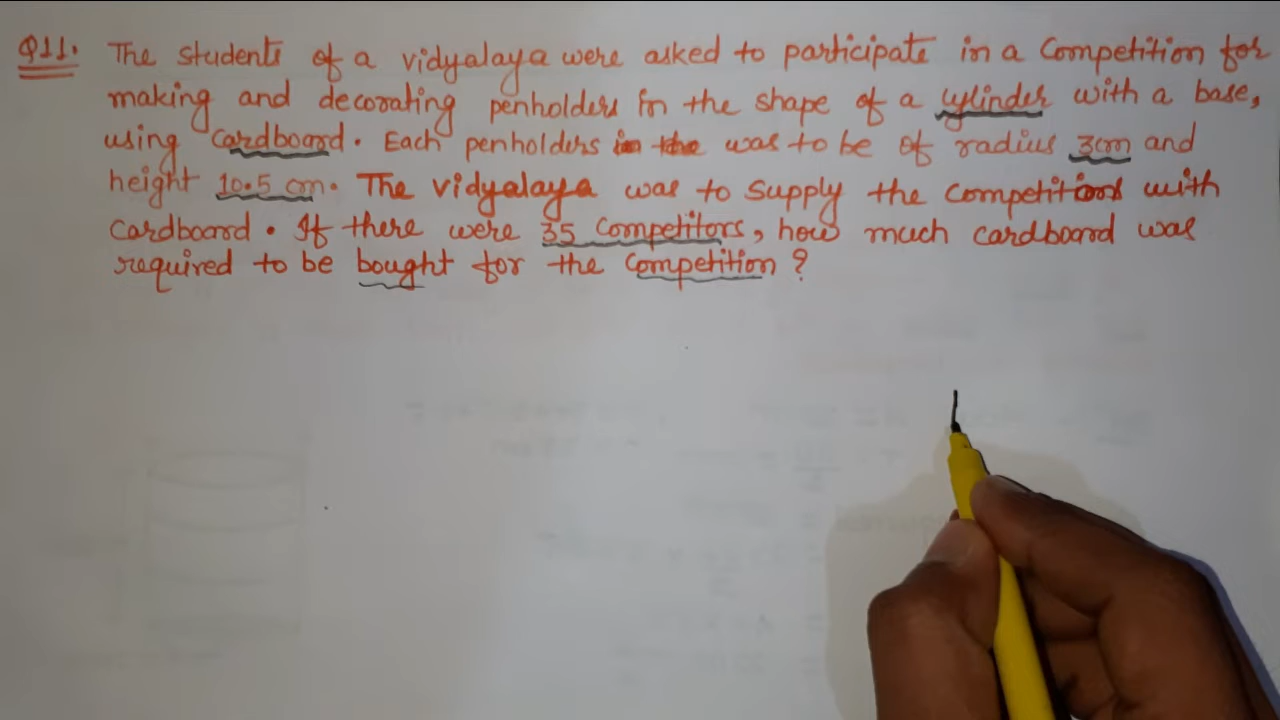 Q11. The students of a vidyalaya were asked to participate in a Competition for
making and decorating penholders in the shape of a cylinder with a base,
using cardboard. Each penholders in the was to be of radius 3cm and
height 10.5 cm. The vidyalaya was to supply the competitors with
cardboard. If there were 35 Competitors, how much cardboard was
required to be bought for the Competition ?